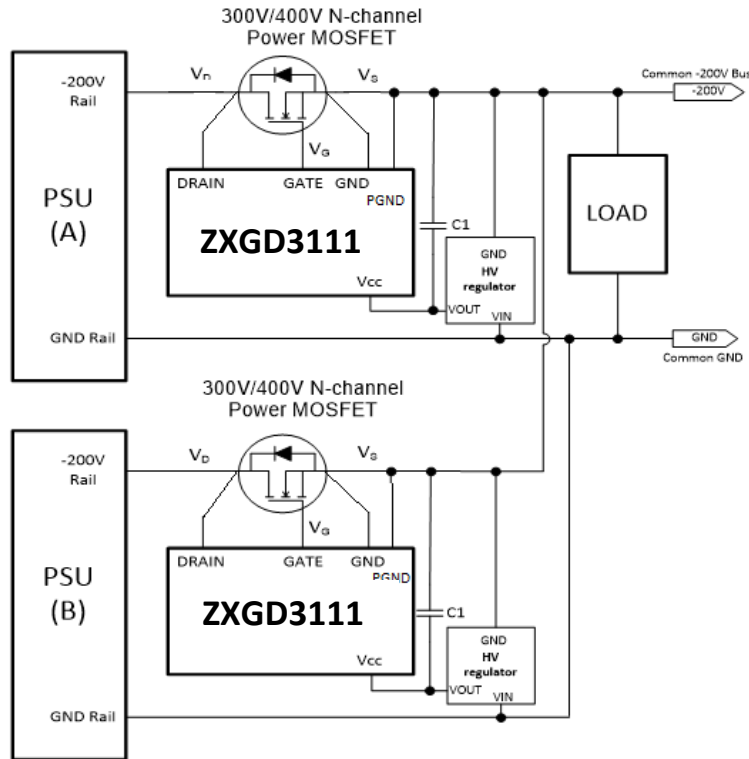 300V/400V N-channel
Power MOSFET
-200V
Rail
VD
VS
Common -200V Bus
-200V
VG
DRAIN
GATE
GND
PGND
PSU
(A)
ZXGD3111
C1
LOAD
GND
HV
regulator
Vcc
VOUT
VIN
GND Rail
GND
Common GND
300V/400V N-channel
Power MOSFET
-200V
Rail
VD
VS
VG
DRAIN
GATE
GND
PGND
PSU
(B)
ZXGD3111
C1
GND
HV
regulator
Vcc
VOUT
VIN
GND Rail